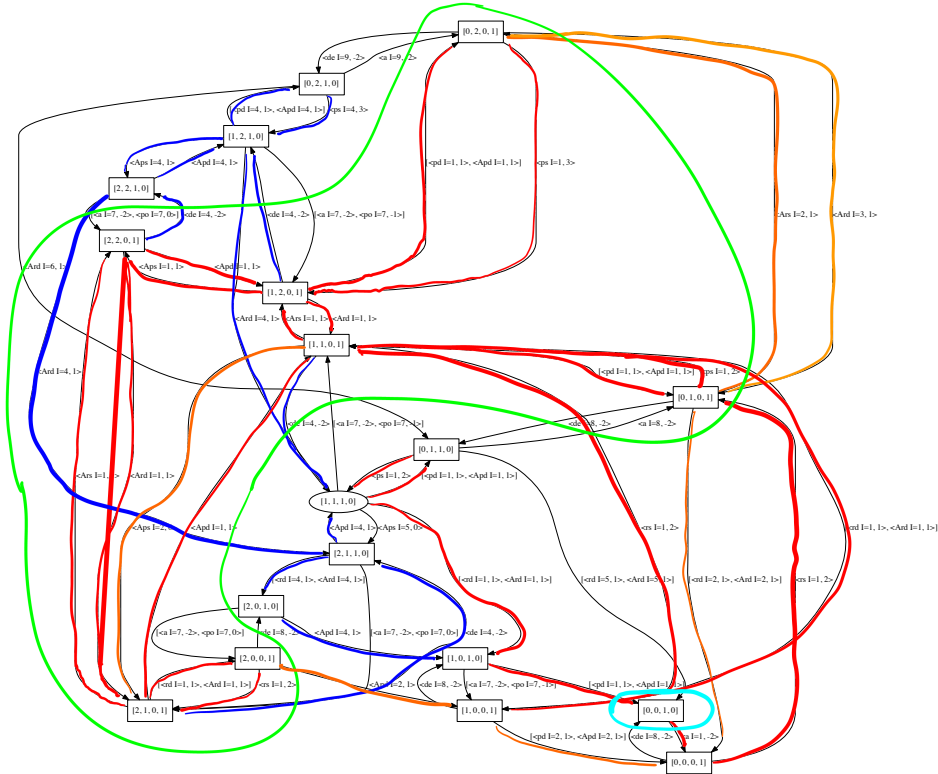 [0, 2, 0, 1]
<de I=9, -2>
<a I=9, -2>
[0, 2, 1, 0]
[<pd I=4, 1>, <Apd I=4, 1>]
<ps I=4, 3>
[1, 2, 1, 0]
<Aps I=4, 1>
<Apd I=4, 1>
<pd I=1, 1>, <Apd I=1, 1>]
<ps I=1, 3>
[2, 2, 1, 0]
[<a I=7, -2>, <po I=7, 0>]
<de I=4, -2>
<de I=4, -2>
[<a I=7, -2>, <po I=7, -1>]
<Ars I=2, 1>
<Ard I=3, 1>
[2, 2, 0, 1]
<Ard I=6, 1>
<Aps I=1, 1>
<Apd I=1, 1>
[1, 2, 0, 1]
<Ard I=4, 1>
<Ars I=1, 1>
<Ard I=1, 1>
[1, 1, 0, 1]
<Ard I=4, 1>
[<pd I=1, 1>, <Apd I=1, 1>]
<ps I=1, 2>
[0, 1, 0, 1]
<de I=4, -2>
[<a I=7, -2>, <po I=7, -1>]
<de I=8, -2>
<a I=8, -2>
[0, 1, 1, 0]
<Ars I=1, 1>
<Ard I=1, 1>
<ps I=1, 2>
[<pd I=1, 1>, <Apd I=1, 1>]
[1, 1, 1, 0]
<Aps I=2,
<Apd I=1, 1>
<Apd I=4, 1>
<Aps I=5, 0>
<rs I=1, 2>
<rd I=1, 1>, <Ard I=1, 1>]
[2, 1, 1, 0]
[<rd I=4, 1>, <Ard I=4, 1>]
[<rd I=1, 1>, <Ard I=1, 1>]
[<rd I=5, 1>, <Ard I=5, 1>]
[<rd I=2, 1>, <Ard I=2, 1>]
<rs I=1, 2>
[2, 0, 1, 0]
[<a I=7, -2>, <po I=7, 0>]
<de I=8, -2>
<Apd I=4, 1>
[<a I=7, -2>, <po I=7, 0>]
<de I=4, -2>
[2, 0, 0, 1]
[1, 0, 1, 0]
[<rd I=1, 1>, <Ard I=1, 1>]
<rs I=1, 2>
<Apd I=2, 1>
<de I=8, -2>
[<a I=7, -2>, <po I=7, -1>]
[<pd I=1, 1>, <Apd I=1, 1>]
[2, 1, 0, 1]
[1, 0, 0, 1]
[0, 0, 1, 0]
[<pd I=2, 1>, <Apd I=2, 1>]
<de I=8, -2>
<a I=1, -2>
[0, 0, 0, 1]